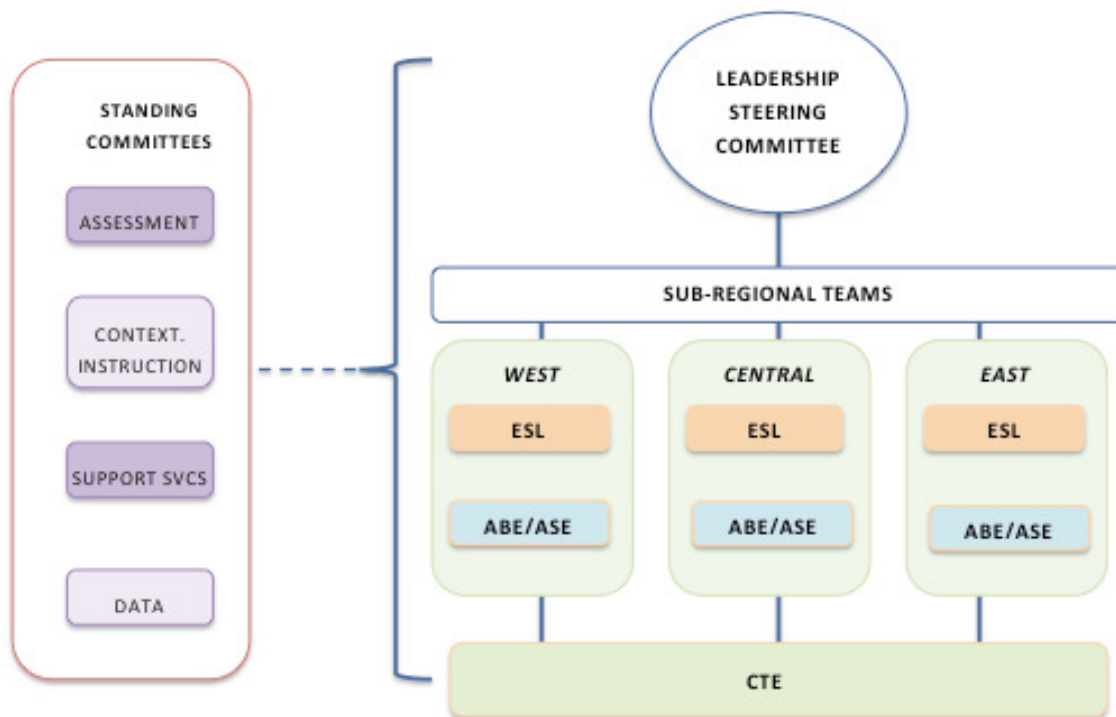 STANDING
COMMITTEES
ASSESSMENT
CONTEXT.
INSTRUCTION
SUPPORT SVCS
DATA
LEADERSHIP
STEERING
COMMITTEE
SUB-REGIONAL TEAMS
WEST
ESL
ABE/ASE
CENTRAL
ESL
ABE/ASE
EAST
ESL
ABE/ASE
CTE